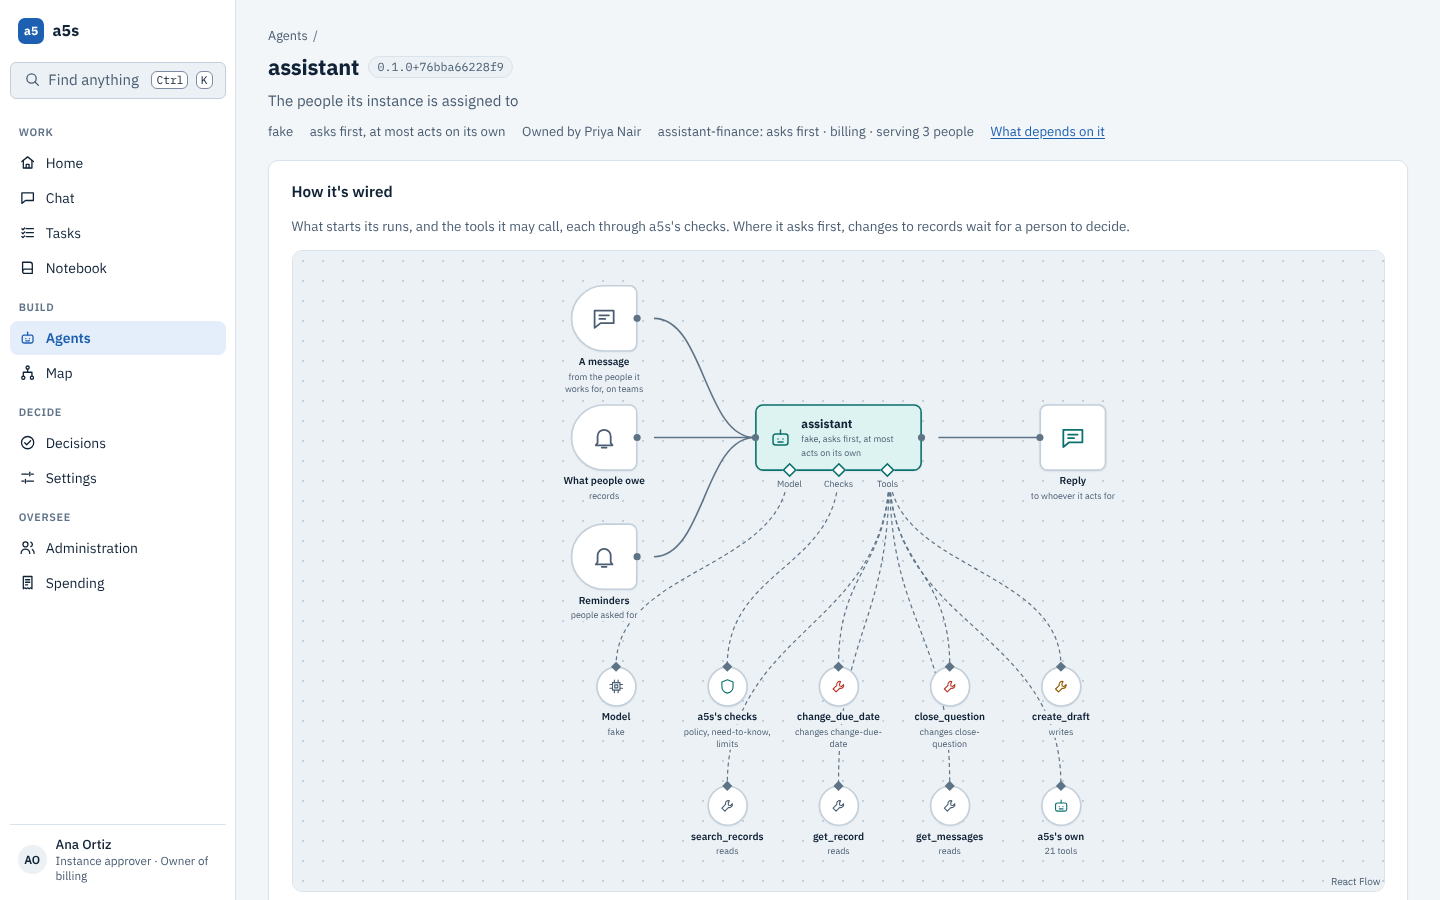 a5 a5s
Find anything Ctrl K
WORK
Home
Chat
Tasks
Notebook
BUILD
Agents
Map
DECIDE
Decisions
Settings
OVERSEE
Administration
Spending
AO
Ana Ortiz
Instance approver · Owner of
billing
Agents /
assistant 0.1.0+76bba66228f9
The people its instance is assigned to
fake asks first, at most acts on its own Owned by Priya Nair assistant-finance: asks first · billing · serving 3 people What depends on it
How it's wired
What starts its runs, and the tools it may call, each through a5s's checks. Where it asks first, changes to records wait for a person to decide.
A message
from the people it
works for, on teams
What people owe
records
Reminders
people asked for
assistant
fake, asks first, at most
acts on its own
Model Checks Tools
Reply
to whoever it acts for
Model
fake
a5s's checks
policy, need-to-know,
limits
change_due_date
changes change-due-
date
close_question
changes close-
question
create_draft
writes
search_records
reads
get_record
reads
get_messages
reads
a5s's own
21 tools
React Flow